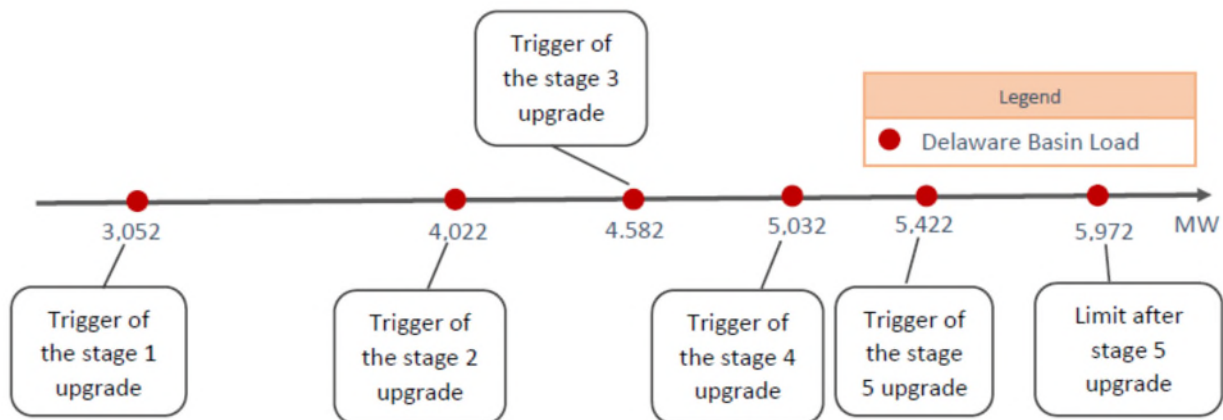 Trigger of
the stage 3
upgrade
Legend
Delaware Basin Load
3,052
4,022
4.582
5,032
5,422
5,972
MW
Trigger of
the stage 1
upgrade
Trigger of
the stage 2
upgrade
Trigger of
the stage 4
upgrade
Trigger of
the stage
5 upgrade
Limit after
stage 5
upgrade